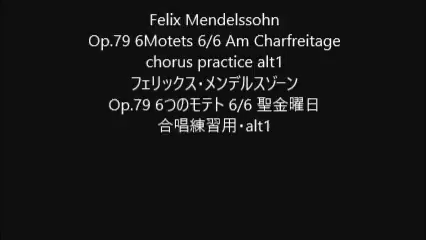 Felix Mendelssohn
Op.79 6Motets 6/6 Am Charfreitage
chorus practice alt1
フェリックス・メンデルスゾーン
Op.79 6つのモテト 6/6 聖金曜日
合唱練習用・alt1